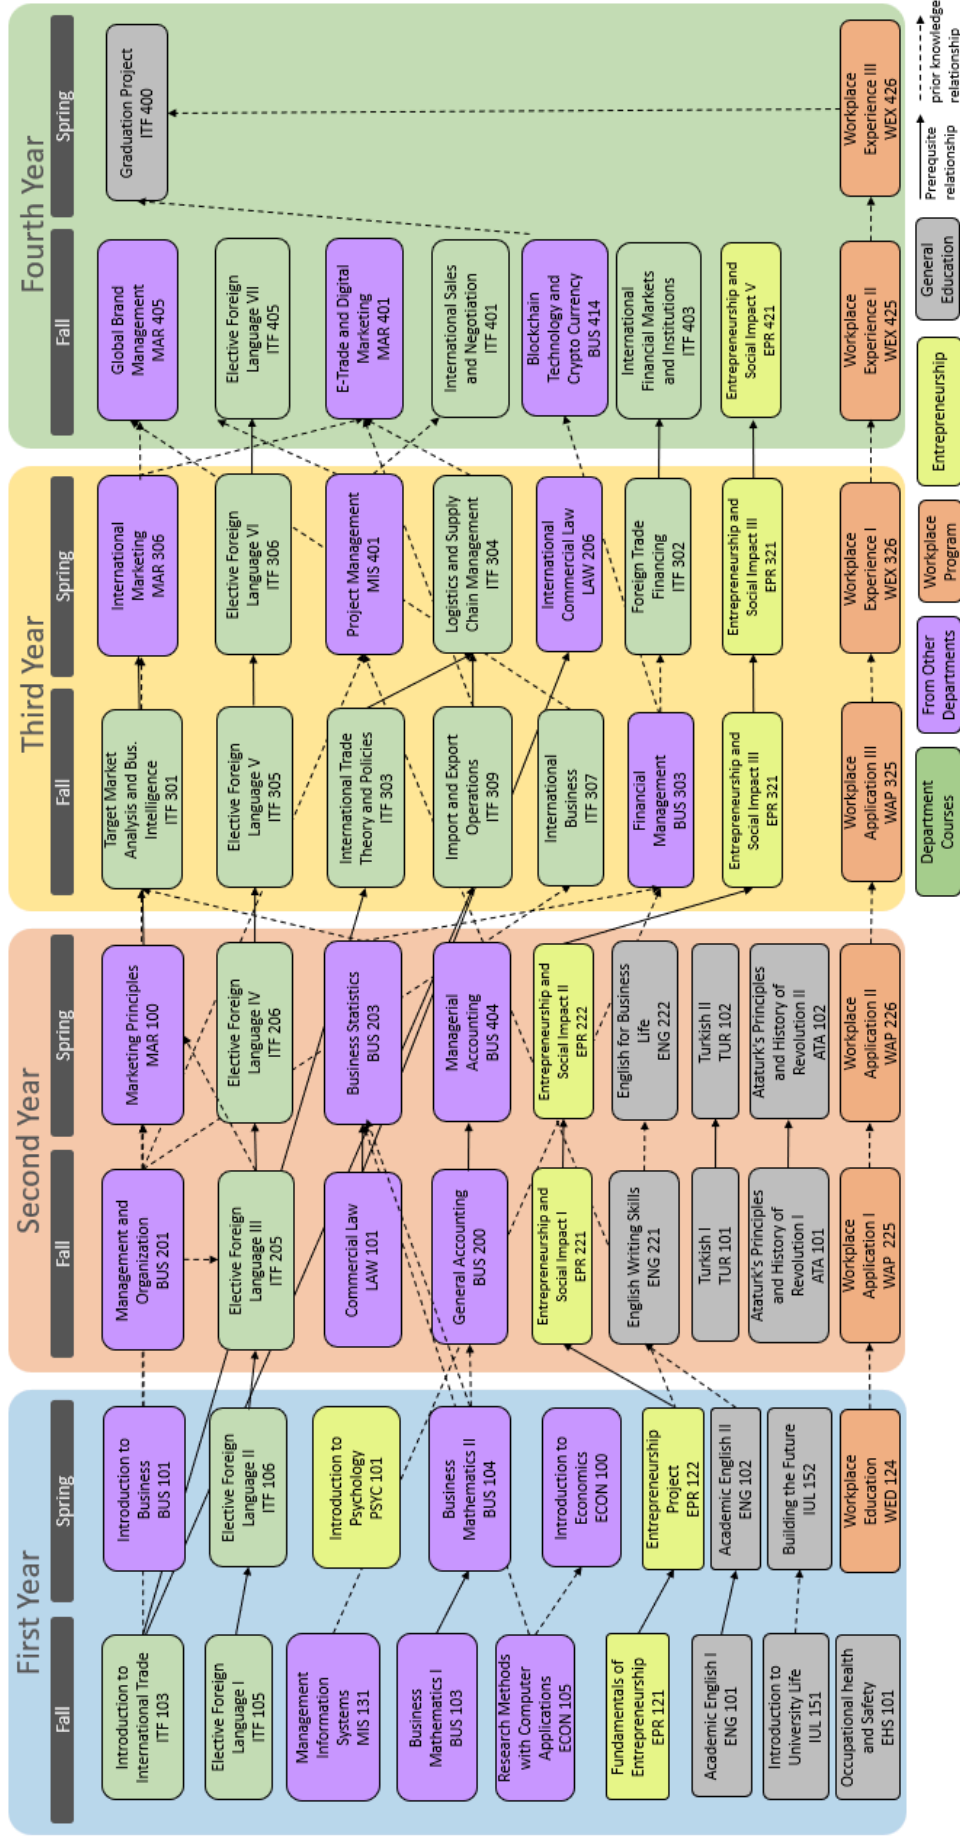 First Year
Fall
Introduction to
International Trade
ITF 103
Elective Foreign
Language I
ITF 105
Management
Information
Systems
MIS 131
Business
Mathematics I
BUS 103
Research Methods
with Computer
Applications
ECON 105
Fundamentals of
Entrepreneurship
EPR 121
Academic English I
ENG 101
Introduction to
University Life
IUL 151
Occupational health
and Safety
EHS 101
Spring
Introduction to
Business
BUS 101
Elective Foreign
Language II
ITF 106
Introduction to
Psychology
PSYC 101
Business
Mathematics II
BUS 104
Introduction to
Economics
ECON 100
Entrepreneurship
Project
EPR 122
Academic English II
ENG 102
Building the Future
IUL 152
Workplace
Education
WED 124
Second Year
Fall
Management and
Organization
BUS 201
Elective Foreign
Language III
ITF 205
Commercial Law
LAW 101
General Accounting
BUS 200
Entrepreneurship and
Social Impact I
EPR 221
English Writing Skills
ENG 221
Turkish I
TUR 101
Ataturk's Principles
and History of
Revolution I
ATA 101
Workplace
Application I
WAP 225
Spring
Marketing Principles
MAR 100
Elective Foreign
Language IV
ITF 206
Business Statistics
BUS 203
Managerial
Accounting
BUS 404
Entrepreneurship and
Social Impact II
EPR 222
English for Business
Life
ENG 222
Turkish II
TUR 102
Ataturk's Principles
and History of
Revolution II
ATA 102
Workplace
Application II
WAP 226
Third Year
Fall
Target Market
Analysis and Bus.
Intelligence
ITF 301
Elective Foreign
Language V
ITF 305
International Trade
Theory and Policies
ITF 303
Import and Export
Operations
ITF 309
International
Business
ITF 307
Financial
Management
BUS 303
Entrepreneurship and
Social Impact III
EPR 321
Workplace
Application III
WAP 325
Spring
International
Marketing
MAR 306
Elective Foreign
Language VI
ITF 306
Project Management
MIS 401
Logistics and Supply
Chain Management
ITF 304
International
Commercial Law
LAW 206
Foreign Trade
Financing
ITF 302
Entrepreneurship and
Social Impact III
EPR 321
Workplace
Experience I
WEX 326
Fourth Year
Fall
Global Brand
Management
MAR 405
Elective Foreign
Language VII
ITF 405
E-Trade and Digital
Marketing
MAR 401
International Sales
and Negotiation
ITF 401
Blockchain
Technology and
Crypto Currency
BUS 414
International
Financial Markets
and Institutions
ITF 403
Entrepreneurship and
Social Impact V
EPR 421
Workplace
Experience II
WEX 425
Spring
Graduation Project
ITF 400
Workplace
Experience III
WEX 426
Department
Courses
From Other
Departments
Workplace
Program
Entrepreneurship
General
Education
Prerequsite
relationship
prior knowledge
relationship